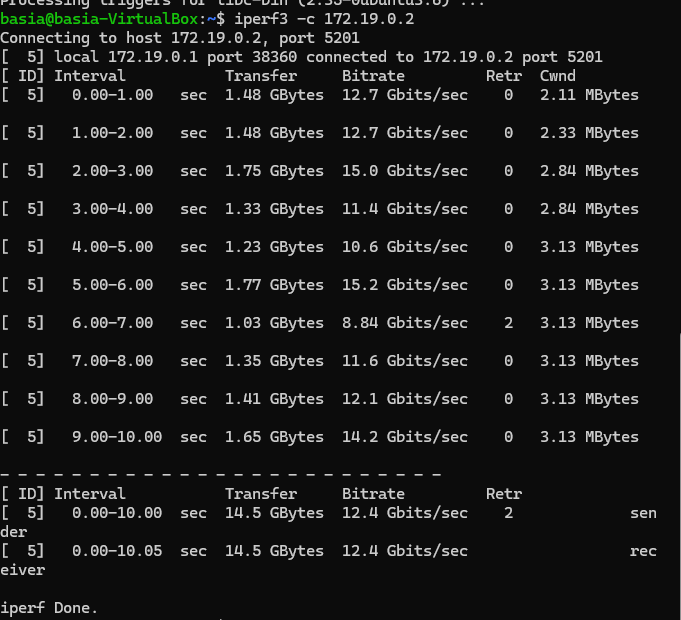 Processing triggers for libc-bin (2.35-0ubuntu3.6) ...
basia@basia-VirtualBox:~$ iperf3 -c 172.19.0.2
Connecting to host 172.19.0.2, port 5201
[  5] local 172.19.0.1 port 38360 connected to 172.19.0.2 port 5201
[ ID] Interval           Transfer     Bitrate         Retr  Cwnd
[  5]   0.00-1.00   sec  1.48 GBytes  12.7 Gbits/sec    0   2.11 MBytes
[  5]   1.00-2.00   sec  1.48 GBytes  12.7 Gbits/sec    0   2.33 MBytes
[  5]   2.00-3.00   sec  1.75 GBytes  15.0 Gbits/sec    0   2.84 MBytes
[  5]   3.00-4.00   sec  1.33 GBytes  11.4 Gbits/sec    0   2.84 MBytes
[  5]   4.00-5.00   sec  1.23 GBytes  10.6 Gbits/sec    0   3.13 MBytes
[  5]   5.00-6.00   sec  1.77 GBytes  15.2 Gbits/sec    0   3.13 MBytes
[  5]   6.00-7.00   sec  1.03 GBytes  8.84 Gbits/sec    2   3.13 MBytes
[  5]   7.00-8.00   sec  1.35 GBytes  11.6 Gbits/sec    0   3.13 MBytes
[  5]   8.00-9.00   sec  1.41 GBytes  12.1 Gbits/sec    0   3.13 MBytes
[  5]   9.00-10.00  sec  1.65 GBytes  14.2 Gbits/sec    0   3.13 MBytes
- - - - - - - - - - - - - - - - - - - - - - - - -
[ ID] Interval           Transfer     Bitrate         Retr
[  5]   0.00-10.00  sec  14.5 GBytes  12.4 Gbits/sec    2             sen
der
[  5]   0.00-10.05  sec  14.5 GBytes  12.4 Gbits/sec                  rec
eiver
iperf Done.